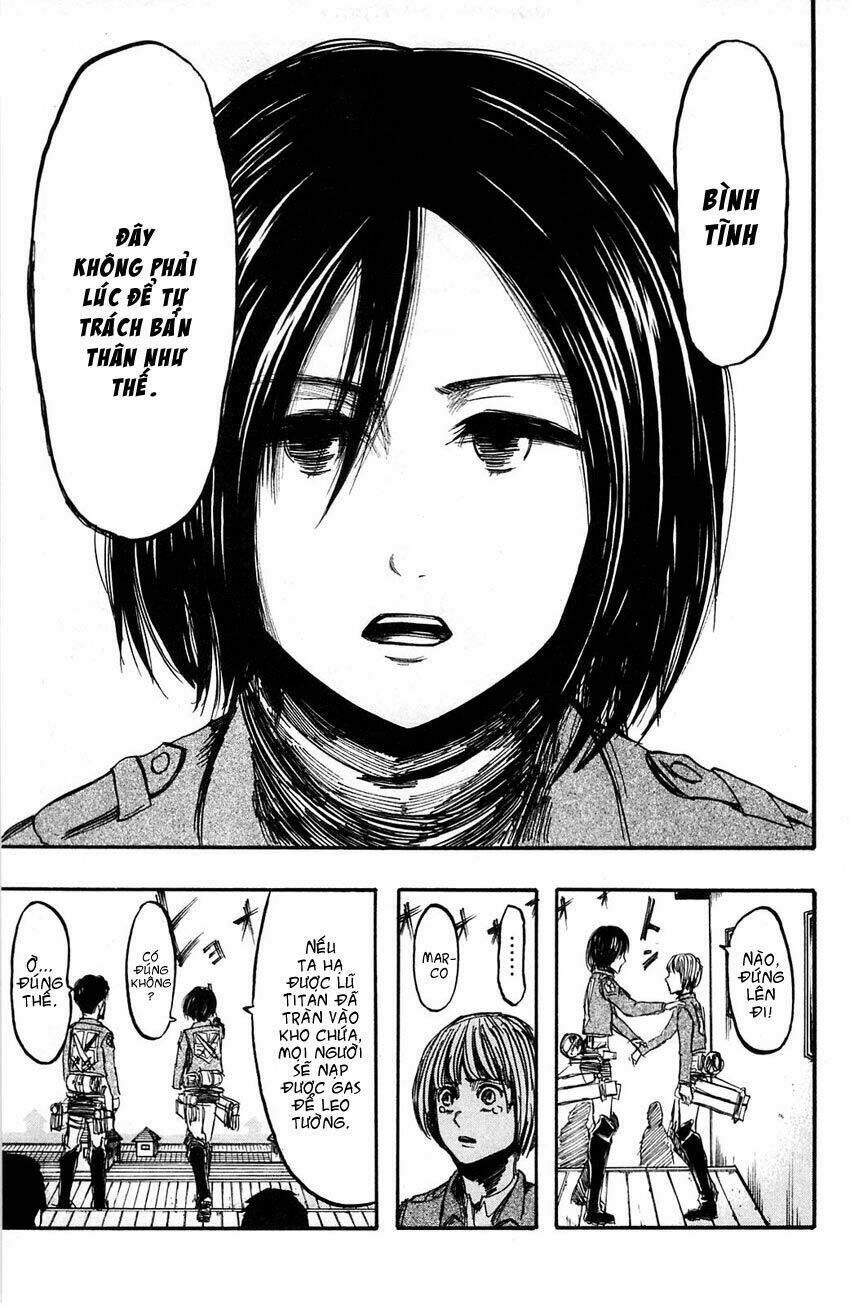 BÌNH
TĨNH
ĐÂY
KHÔNG PHẢI
LÚC ĐỂ TỰ
TRÁCH BẢN
THÂN NHƯ
THẾ.
NÀO,
ĐỨNG
LÊN
ĐI!
......
MAR-
CO
NẾU
TA HẠ
ĐƯỢC LŨ
TITAN ĐÃ
TRÀN VÀO
KHO CHỨA,
MỌI NGƯỜI
SẼ NẠP
ĐƯỢC GAS
ĐỂ LEO
TƯỜNG.
CÓ
ĐÚNG
KHÔNG
?
Ở...
ĐÚNG
THẾ.